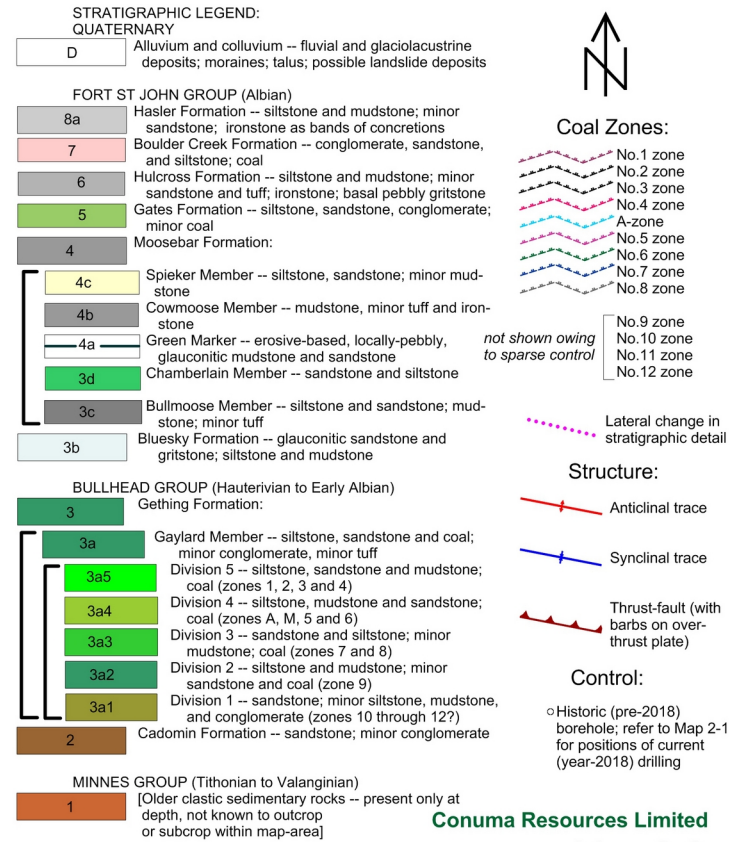 STRATIGRAPHIC LEGEND:
QUATERNARY
D
Alluvium and colluvium -- fluvial and glaciolacustrine
deposits; moraines; talus; possible landslide deposits
FORT ST JOHN GROUP (Albian)
8a
Hasler Formation -- siltstone and mudstone; minor
sandstone; ironstone as bands of concretions
7
Boulder Creek Formation -- conglomerate, sandstone,
and siltstone; coal
6
Hulcross Formation -- siltstone and mudstone; minor
sandstone and tuff; ironstone; basal pebbly gritstone
5
Gates Formation -- siltstone, sandstone, conglomerate;
minor coal
4
Moosebar Formation:
4c
Spieker Member -- siltstone, sandstone; minor mud-
stone
4b
Cowmoose Member -- mudstone, minor tuff and iron-
stone
4a
Green Marker -- erosive-based, locally-pebbly,
glauconitic mudstone and sandstone
3d
Chamberlain Member -- sandstone and siltstone
3c
Bullmoose Member -- siltstone and sandstone; mud-
stone; minor tuff
3b
Bluesky Formation -- glauconitic sandstone and
gritstone; siltstone and mudstone
BULLHEAD GROUP (Hauterivian to Early Albian)
3
Gething Formation:
3a
Gaylard Member -- siltstone, sandstone and coal;
minor conglomerate, minor tuff
3a5
Division 5 -- siltstone, sandstone and mudstone;
coal (zones 1, 2, 3 and 4)
3a4
Division 4 -- siltstone, mudstone and sandstone;
coal (zones A, M, 5 and 6)
3a3
Division 3 -- sandstone and siltstone; minor
mudstone; coal (zones 7 and 8)
3a2
Division 2 -- siltstone and mudstone; minor
sandstone and coal (zone 9)
3a1
Division 1 -- sandstone; minor siltstone, mudstone,
and conglomerate (zones 10 through 12?)
2
Cadomin Formation -- sandstone; minor conglomerate
MINNES GROUP (Tithonian to Valanginian)
1
[Older clastic sedimentary rocks -- present only at
depth, not known to outcrop
or subcrop within map-area]
N
Coal Zones:
No.1 zone
No.2 zone
No.3 zone
No.4 zone
A-zone
No.5 zone
No.6 zone
No.7 zone
No.8 zone
not shown owing
to sparse control
No.9 zone
No.10 zone
No.11 zone
No.12 zone
Lateral change in
stratigraphic detail
Structure:
Anticlinal trace
Synclinal trace
Thrust-fault (with
barbs on over-
thrust plate)
Control:
Historic (pre-2018)
borehole; refer to Map 2-1
for positions of current
(year-2018) drilling
Conuma Resources Limited